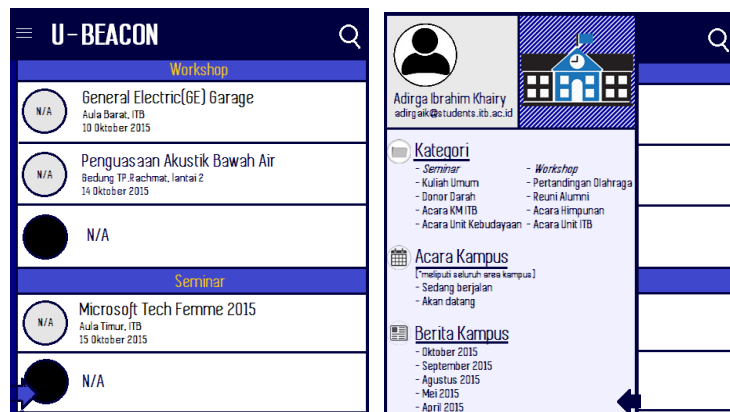 U-BEACON
Workshop
N/A
General Electric(GE) Garage
Aula Barat, ITB
10 Oktober 2015
N/A
Penguasaan Akustik Bawah Air
Gedung TP.Rachmat, lantai 2
14 Oktober 2015
N/A
Seminar
N/A
Microsoft Tech Femme 2015
Aula Timur, ITB
15 Oktober 2015
N/A
Adirga Ibrahim Khairy
adirgaik@students.itb.ac.id
Kategori
- Seminar
- Kuliah Umum
- Donor Darah
- Acara KM ITB
- Acara Unit Kebudayaan
- Workshop
- Pertandingan Olahraga
- Reuni Alumni
- Acara Himpunan
- Acara Unit ITB
Acara Kampus
(*meliputi seluruh area kampus)
- Sedang berjalan
- Akan datang
Berita Kampus
- Oktober 2015
- September 2015
- Agustus 2015
- Mei 2015
- April 2015